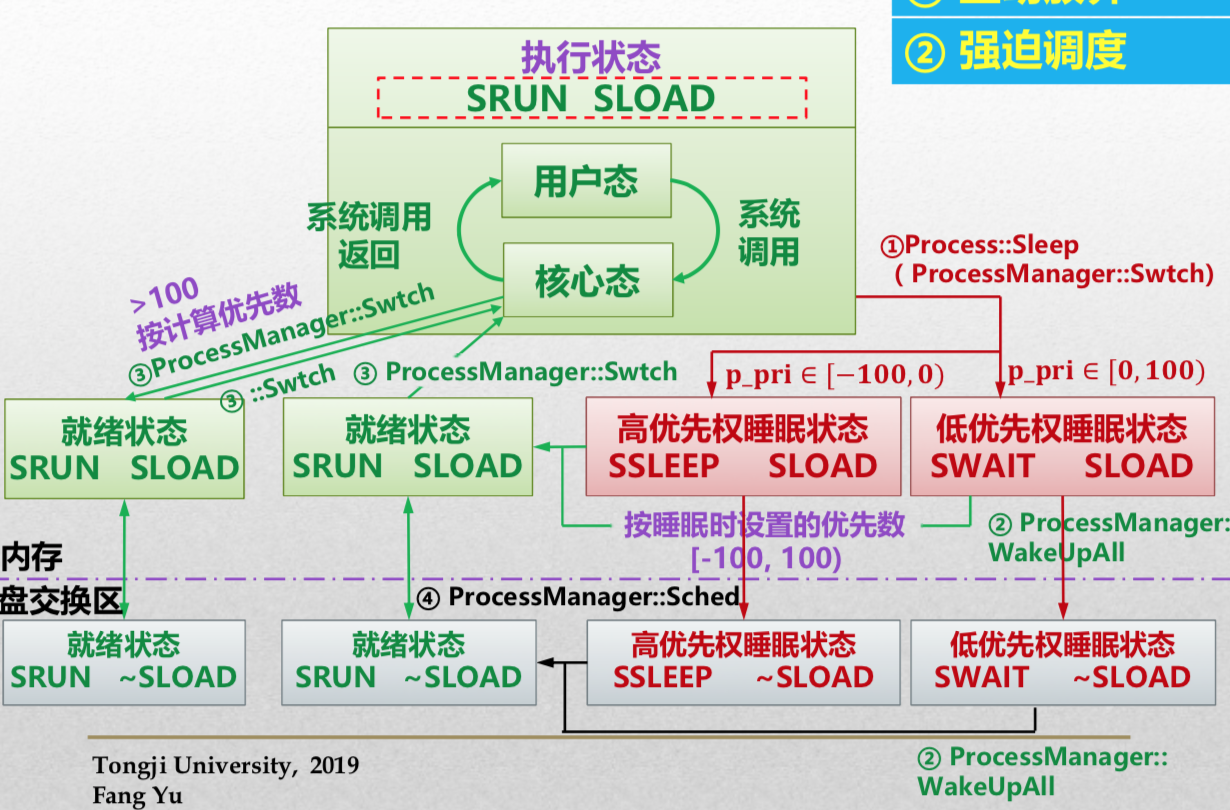 ② 强迫调度
执行状态
SRUN SLOAD
用户态
系统调用
返回
系统
调用
核心态
①Process::Sleep
( ProcessManager::Swtch)
>100
按计算优先数
③ProcessManager::Swtch
③ ::Swtch
③ ProcessManager::Swtch
p_pri ∈ [−100, 0)
p_pri ∈ [0, 100)
就绪状态
SRUN SLOAD
就绪状态
SRUN SLOAD
高优先权睡眠状态
SSLEEP SLOAD
低优先权睡眠状态
SWAIT SLOAD
按睡眠时设置的优先数
[-100, 100)
② ProcessManager:
WakeUpAll
内存
盘交换区
④ ProcessManager::Sched
就绪状态
SRUN ~SLOAD
就绪状态
SRUN ~SLOAD
高优先权睡眠状态
SSLEEP ~SLOAD
低优先权睡眠状态
SWAIT ~SLOAD
② ProcessManager::
WakeUpAll
Tongji University, 2019
Fang Yu